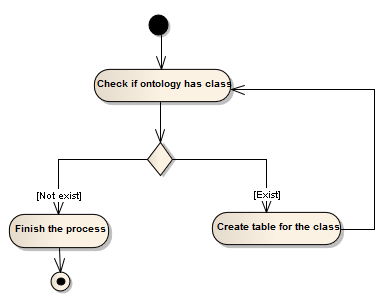 Check if ontology has class
[Not exist]
[Exist]
Finish the process
Create table for the class